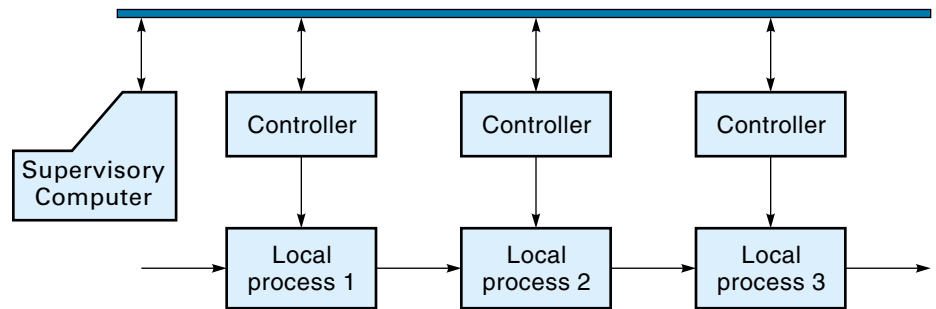 Supervisory
Computer
Controller
Controller
Controller
Local
process 1
Local
process 2
Local
process 3